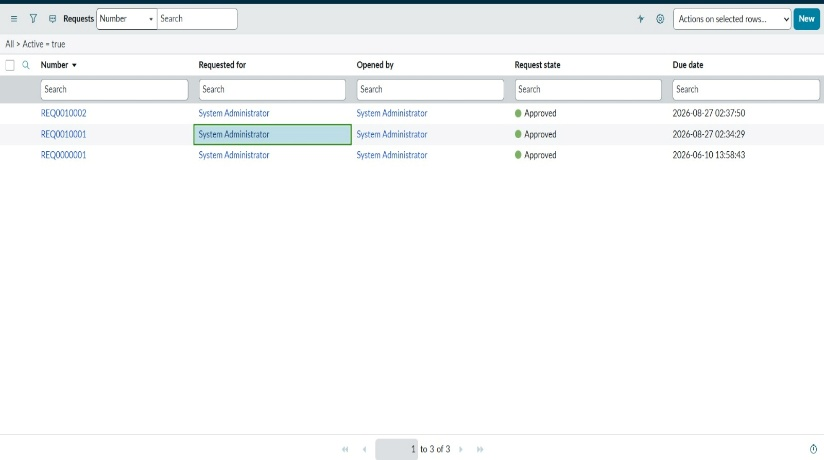 Requests Number Search Actions on selected rows... New
All > Active = true
Number Requested for Opened by Request state Due date
Search Search Search Search Search
REQ0010002 System Administrator System Administrator Approved 2026-08-27 02:37:50
REQ0010001 System Administrator System Administrator Approved 2026-08-27 02:34:29
REQ0000001 System Administrator System Administrator Approved 2026-06-10 13:58:43
1 to 3 of 3